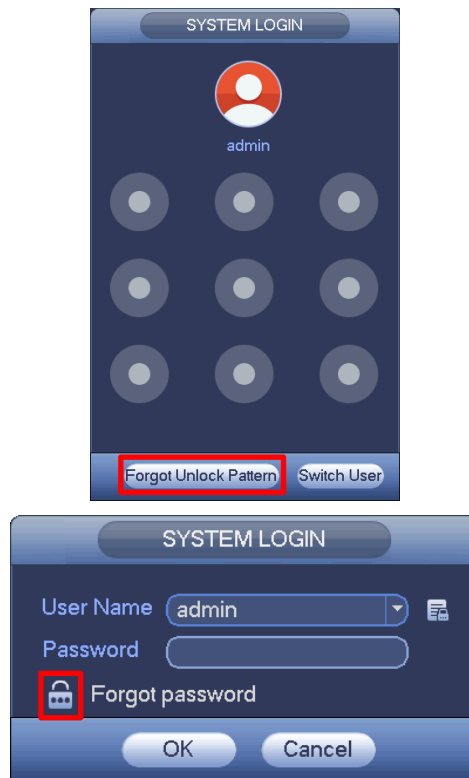 SYSTEM LOGIN
admin
Forgot Unlock Pattern Switch User
SYSTEM LOGIN
User Name admin
Password
Forgot password
OK Cancel